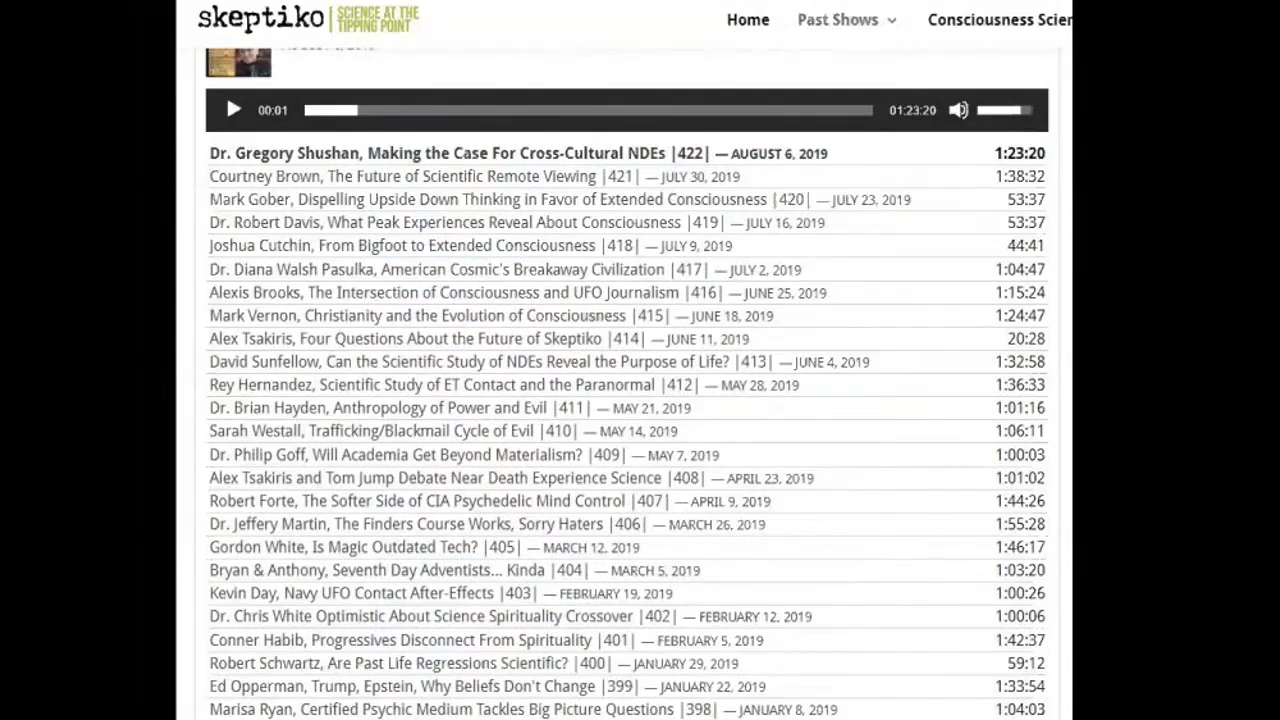 skeptiko | SCIENCE AT THE TIPPING POINT
Home Past Shows Consciousness Scien
00:01 01:23:20
Dr. Gregory Shushan, Making the Case For Cross-Cultural NDEs |422| — AUGUST 6, 2019 1:23:20
Courtney Brown, The Future of Scientific Remote Viewing |421| — JULY 30, 2019 1:38:32
Mark Gober, Dispelling Upside Down Thinking in Favor of Extended Consciousness |420| — JULY 23, 2019 53:37
Dr. Robert Davis, What Peak Experiences Reveal About Consciousness |419| — JULY 16, 2019 53:37
Joshua Cutchin, From Bigfoot to Extended Consciousness |418| — JULY 9, 2019 44:41
Dr. Diana Walsh Pasulka, American Cosmic's Breakaway Civilization |417| — JULY 2, 2019 1:04:47
Alexis Brooks, The Intersection of Consciousness and UFO Journalism |416| — JUNE 25, 2019 1:15:24
Mark Vernon, Christianity and the Evolution of Consciousness |415| — JUNE 18, 2019 1:24:47
Alex Tsakiris, Four Questions About the Future of Skeptiko |414| — JUNE 11, 2019 20:28
David Sunfellow, Can the Scientific Study of NDEs Reveal the Purpose of Life? |413| — JUNE 4, 2019 1:32:58
Rey Hernandez, Scientific Study of ET Contact and the Paranormal |412| — MAY 28, 2019 1:36:33
Dr. Brian Hayden, Anthropology of Power and Evil |411| — MAY 21, 2019 1:01:16
Sarah Westall, Trafficking/Blackmail Cycle of Evil |410| — MAY 14, 2019 1:06:11
Dr. Philip Goff, Will Academia Get Beyond Materialism? |409| — MAY 7, 2019 1:00:03
Alex Tsakiris and Tom Jump Debate Near Death Experience Science |408| — APRIL 23, 2019 1:01:02
Robert Forte, The Softer Side of CIA Psychedelic Mind Control |407| — APRIL 9, 2019 1:44:26
Dr. Jeffery Martin, The Finders Course Works, Sorry Haters |406| — MARCH 26, 2019 1:55:28
Gordon White, Is Magic Outdated Tech? |405| — MARCH 12, 2019 1:46:17
Bryan & Anthony, Seventh Day Adventists... Kinda |404| — MARCH 5, 2019 1:03:20
Kevin Day, Navy UFO Contact After-Effects |403| — FEBRUARY 19, 2019 1:00:26
Dr. Chris White Optimistic About Science Spirituality Crossover |402| — FEBRUARY 12, 2019 1:00:06
Conner Habib, Progressives Disconnect From Spirituality |401| — FEBRUARY 5, 2019 1:42:37
Robert Schwartz, Are Past Life Regressions Scientific? |400| — JANUARY 29, 2019 59:12
Ed Opperman, Trump, Epstein, Why Beliefs Don't Change |399| — JANUARY 22, 2019 1:33:54
Marisa Ryan, Certified Psychic Medium Tackles Big Picture Questions |398| — JANUARY 8, 2019 1:04:03